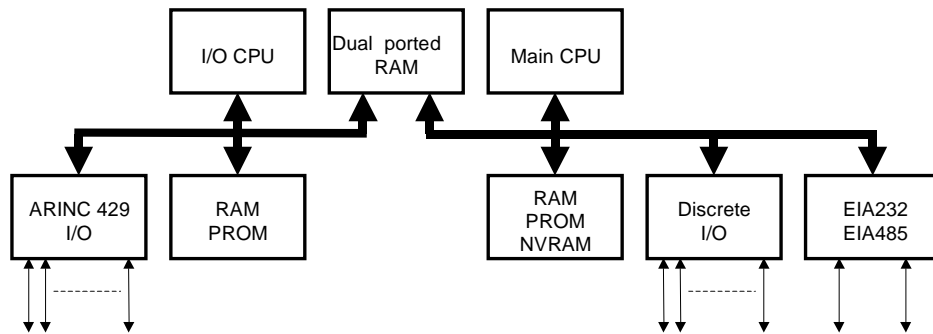 I/O CPU
Dual ported
RAM
Main CPU
ARINC 429
I/O
RAM
PROM
RAM
PROM
NVRAM
Discrete
I/O
EIA232
EIA485